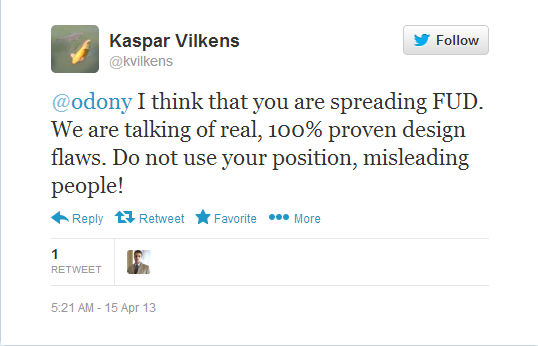 Kaspar Vilkens
@kvilkens
Follow
@odony I think that you are spreading FUD.
We are talking of real, 100% proven design
flaws. Do not use your position, misleading
people!
Reply Retweet Favorite More
1
RETWEET
5:21 AM - 15 Apr 13